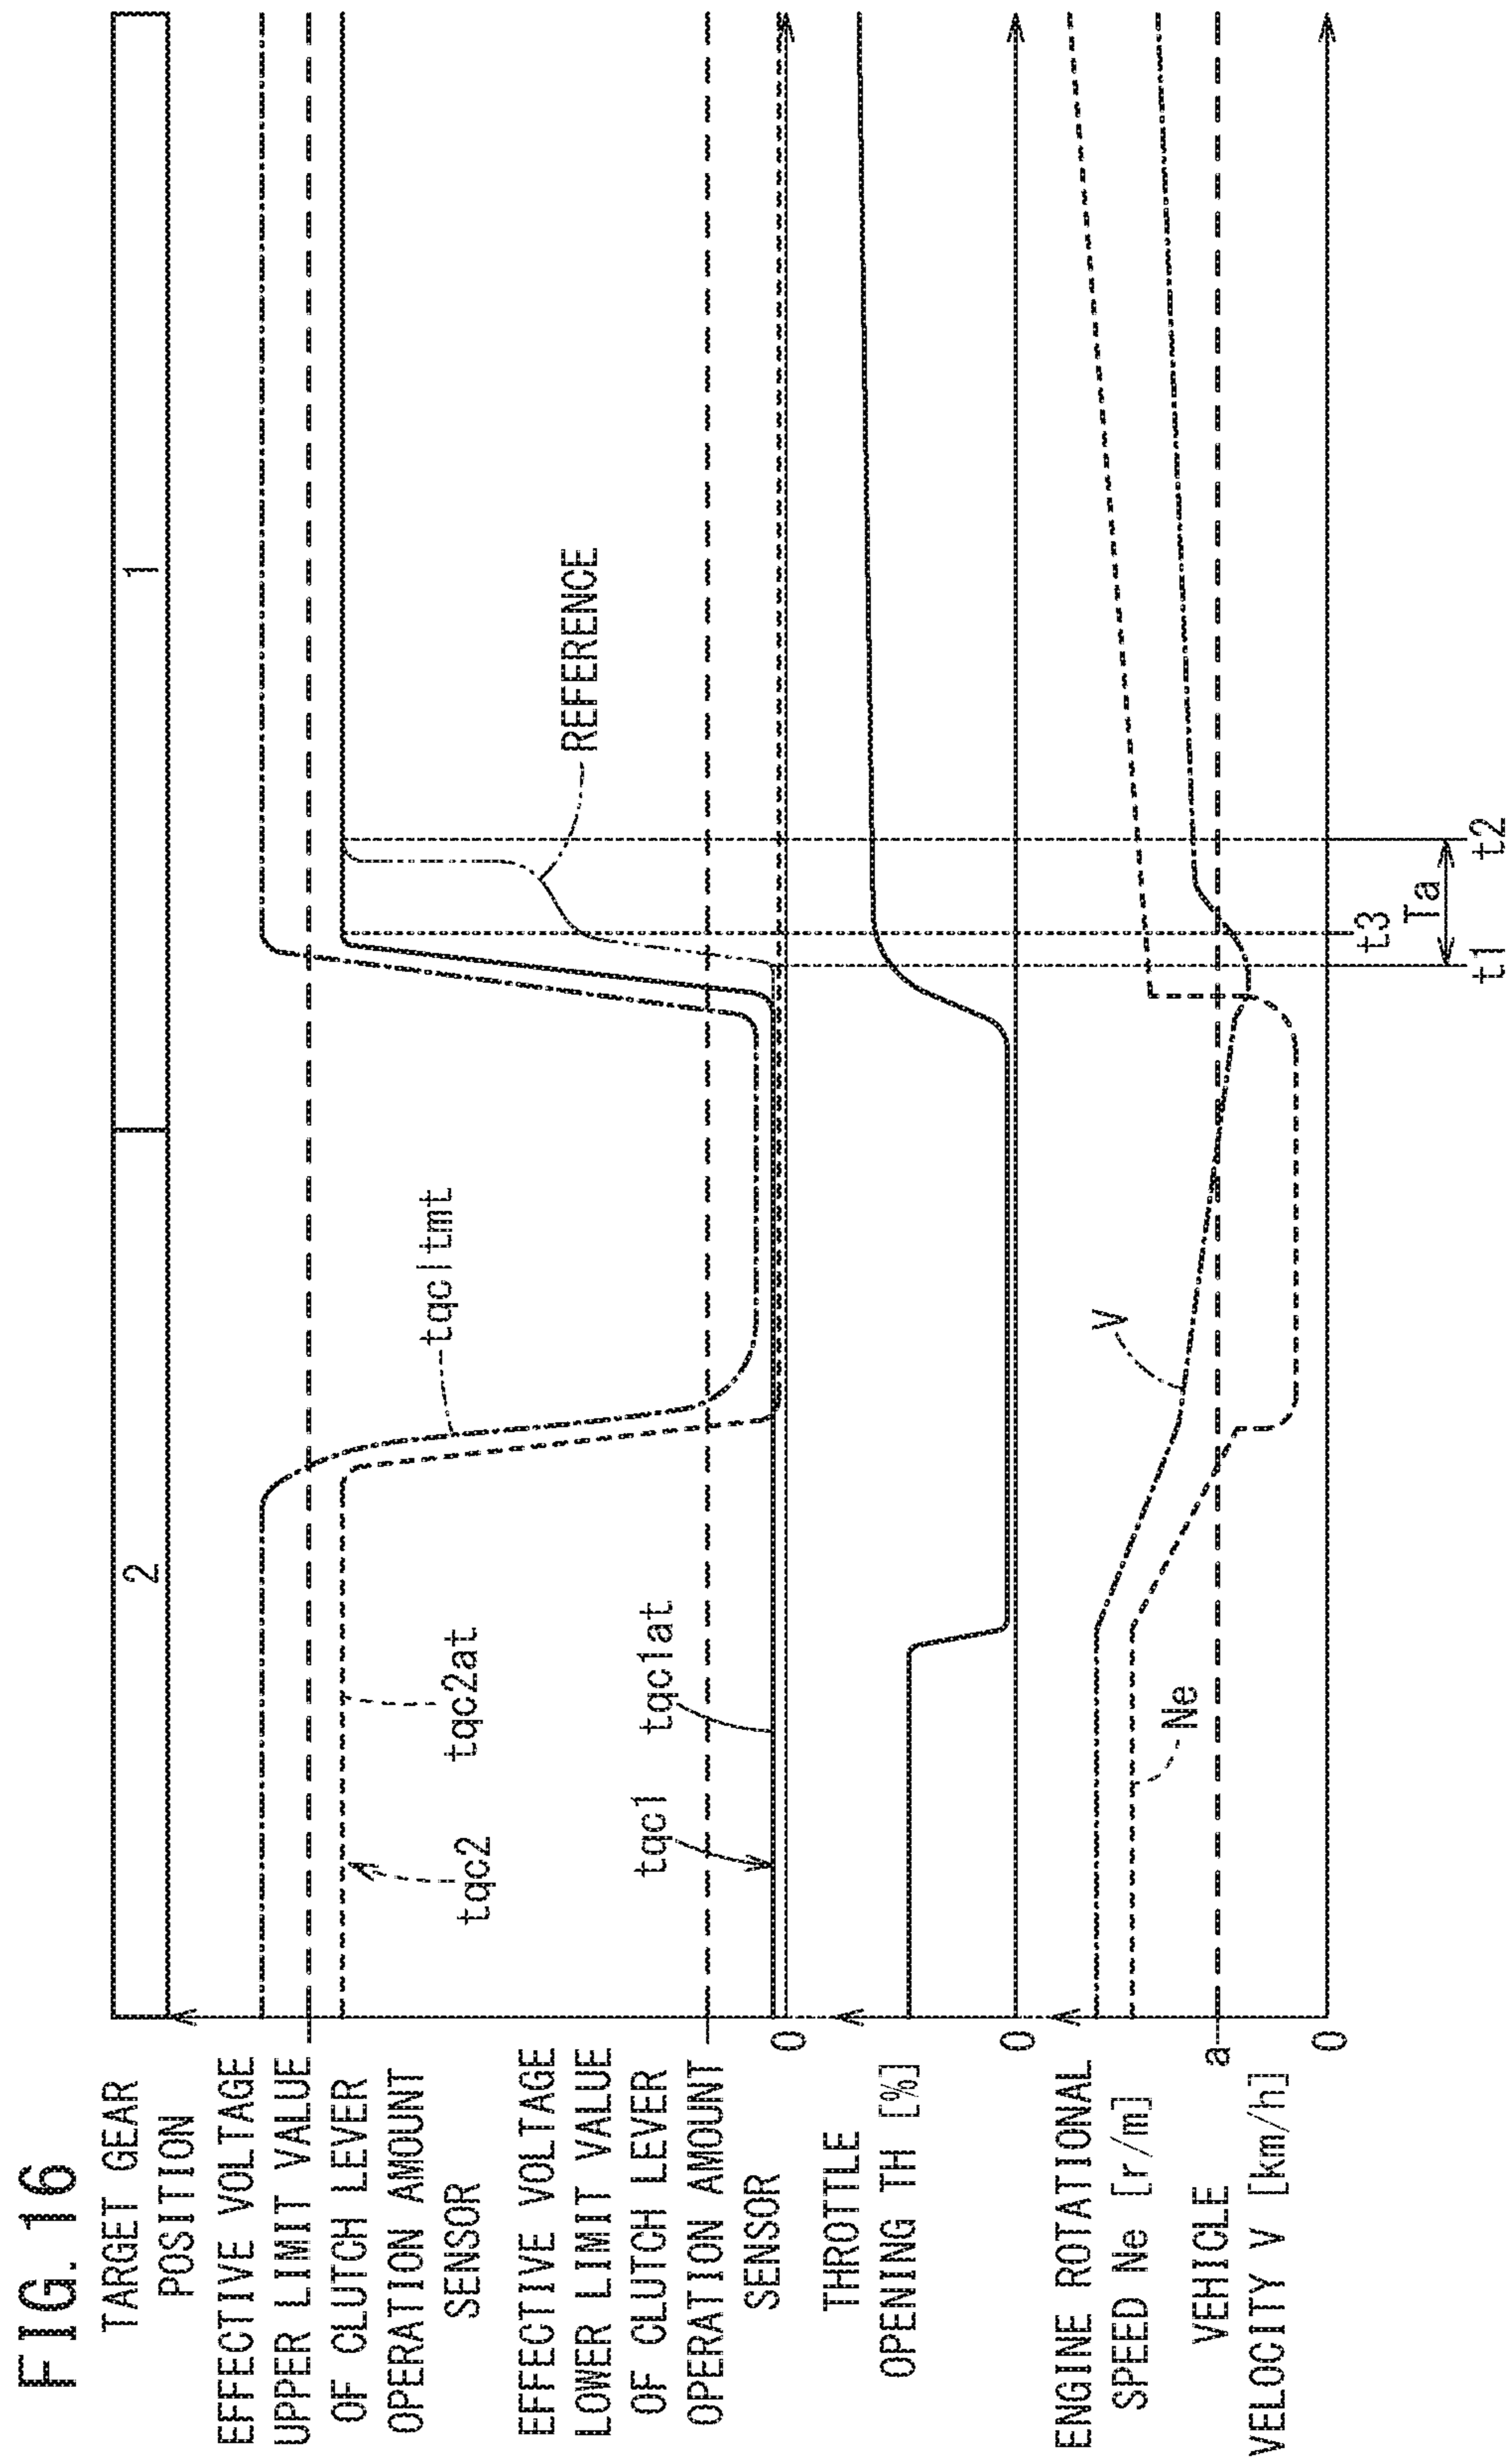 FIG. 16
TARGET GEAR
POSITION
2
1
EFFECTIVE VOLTAGE
UPPER LIMIT VALUE
OF CLUTCH LEVER
OPERATION AMOUNT
SENSOR
tqcltmt
tqc2
tqc2at
REFERENCE
EFFECTIVE VOLTAGE
LOWER LIMIT VALUE
OF CLUTCH LEVER
OPERATION AMOUNT
SENSOR
tqc1
tqc1at
0
THROTTLE
OPENING TH [%]
0
ENGINE ROTATIONAL
SPEED Ne [r/m]
VEHICLE
VELOCITY V [km/h]
Ne
V
a
0
t3
Ta
t1
t2